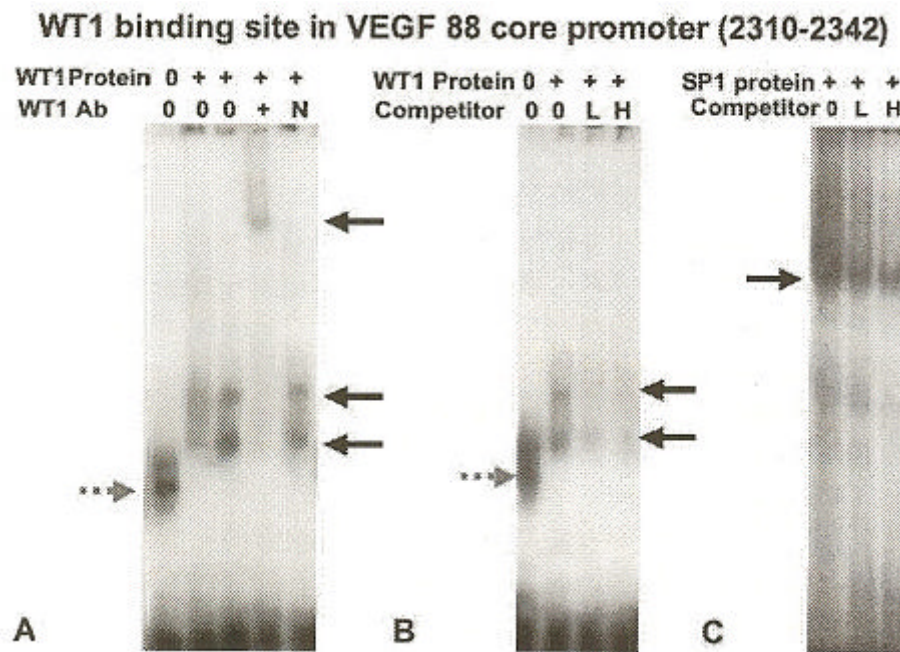 WT1 binding site in VEGF 88 core promoter (2310-2342)
WT1Protein 0 + + + +
WT1 Ab 0 0 0 + N
WT1 Protein 0 + + +
Competitor 0 0 L H
SP1 protein + + +
Competitor 0 L H
A
B
C